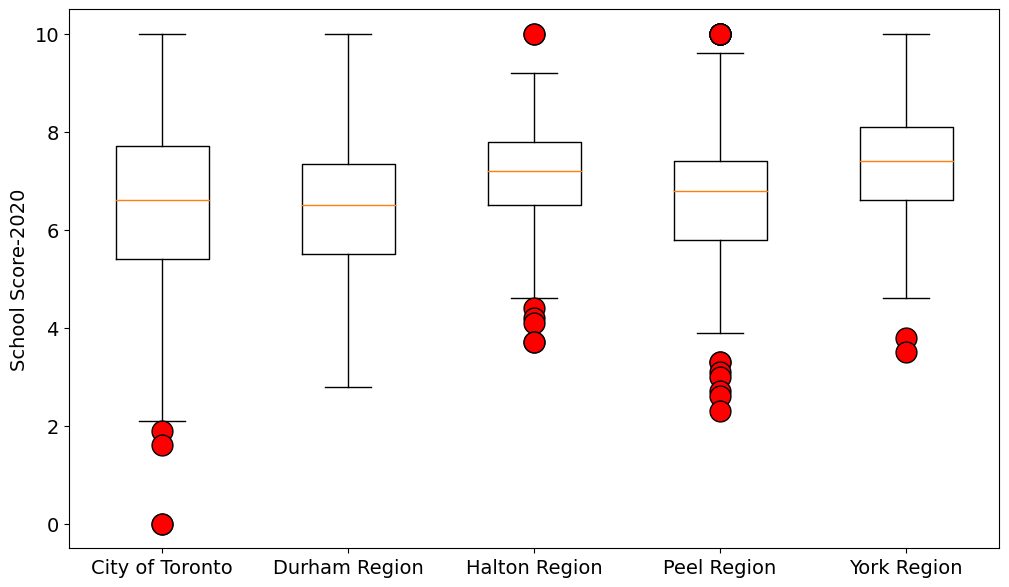 School Score-2020
10
8
6
4
2
0
City of Toronto
Durham Region
Halton Region
Peel Region
York Region